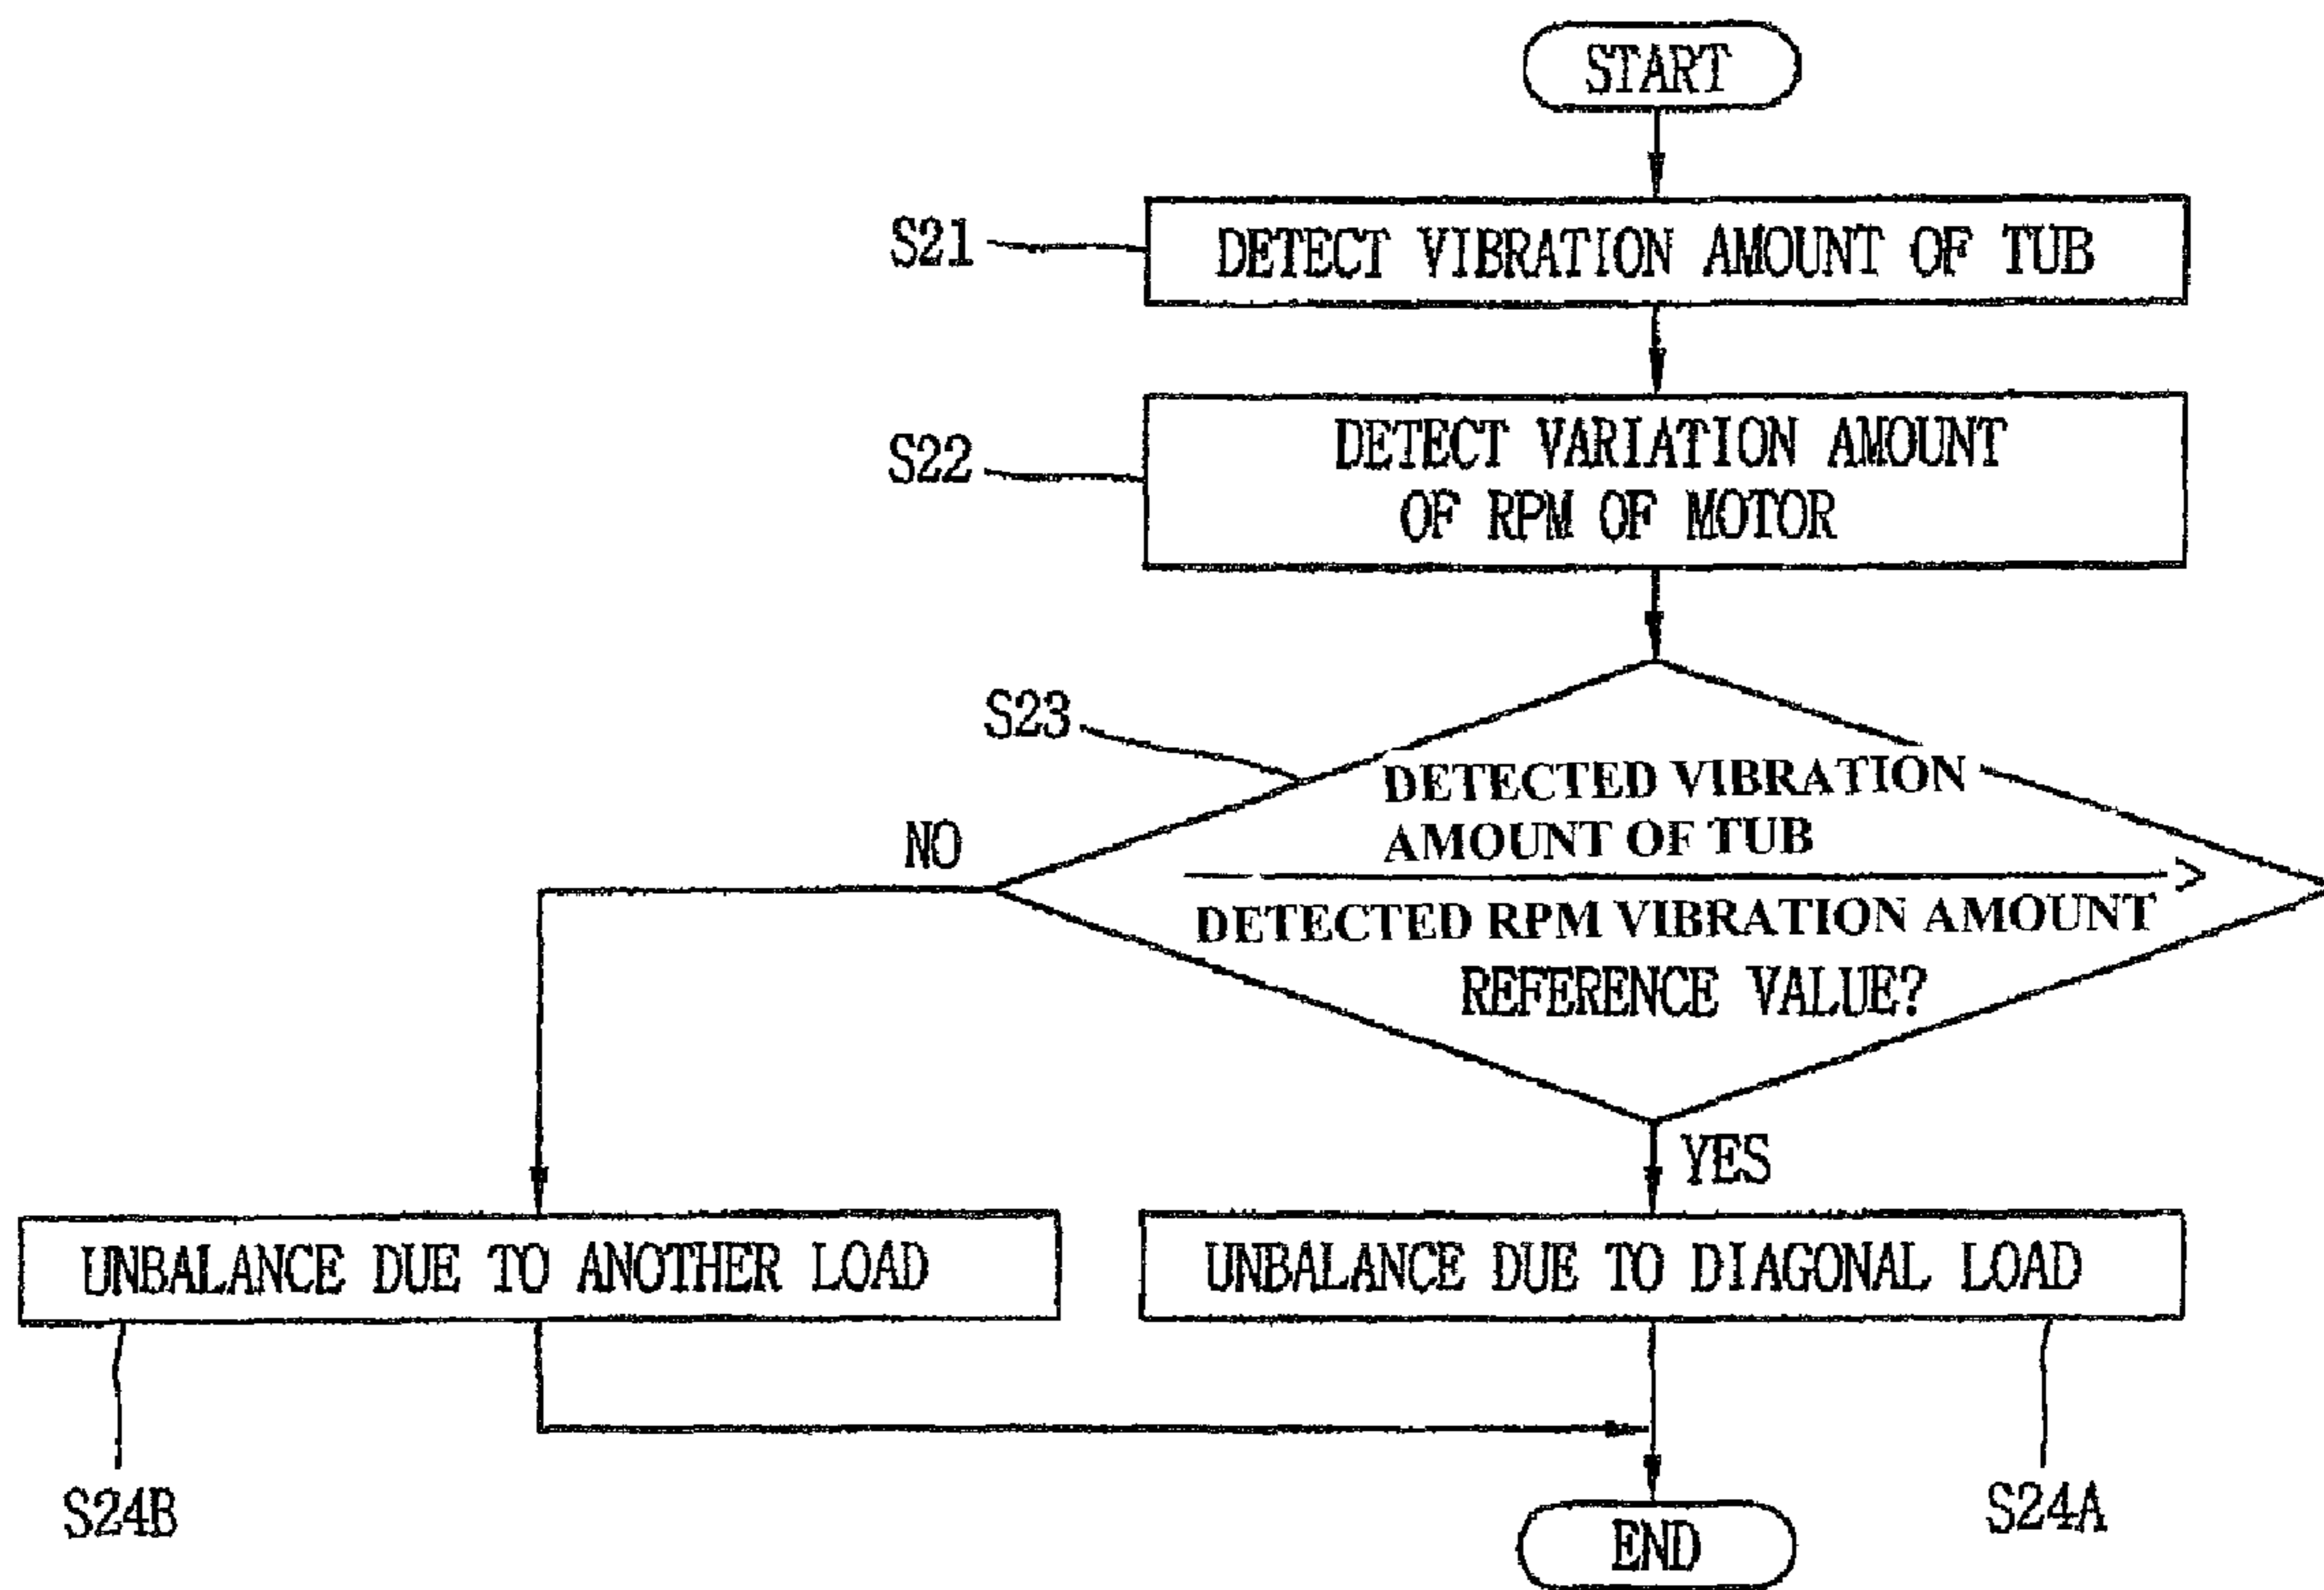 START
S21
DETECT VIBRATION AMOUNT OF TUB
S22
DETECT VARIATION AMOUNT
OF RPM OF MOTOR
S23
DETECTED VIBRATION
AMOUNT OF TUB
>
DETECTED RPM VIBRATION AMOUNT
REFERENCE VALUE?
NO
YES
UNBALANCE DUE TO ANOTHER LOAD
UNBALANCE DUE TO DIAGONAL LOAD
S24B
S24A
END